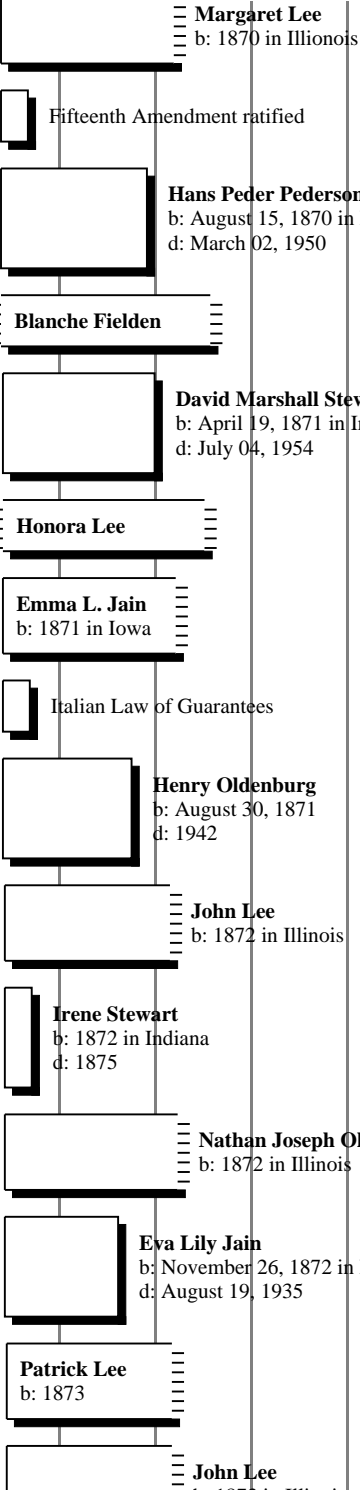 Margaret Lee
b: 1870 in Illionois
Fifteenth Amendment ratified
Hans Peder Pederson
b: August 15, 1870 in
d: March 02, 1950
Blanche Fielden
David Marshall
b: April 19, 1871 in
d: July 04, 1954
Honora Lee
Emma L. Jain
b: 1871 in Iowa
Italian Law of Guarantees
Henry Oldenburg
b: August 30, 1871
d: 1942
John Lee
b: 1872 in Illinois
Irene Stewart
b: 1872 in Indiana
d: 1875
Nathan Joseph
b: 1872 in Illinois
Eva Lily Jain
b: November 26, 1872 in
d: August 19, 1935
Patrick Lee
b: 1873
John Lee